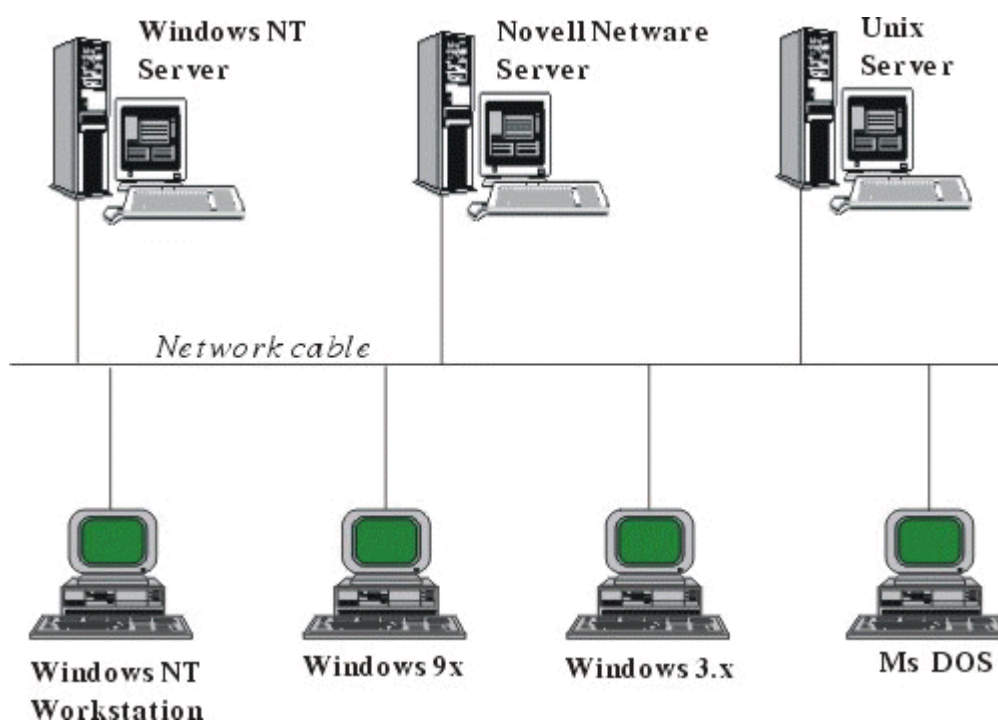 Windows NT
Server
Novell Netware
Server
Unix
Server
Network cable
Windows NT
Workstation
Windows 9x
Windows 3.x
Ms DOS